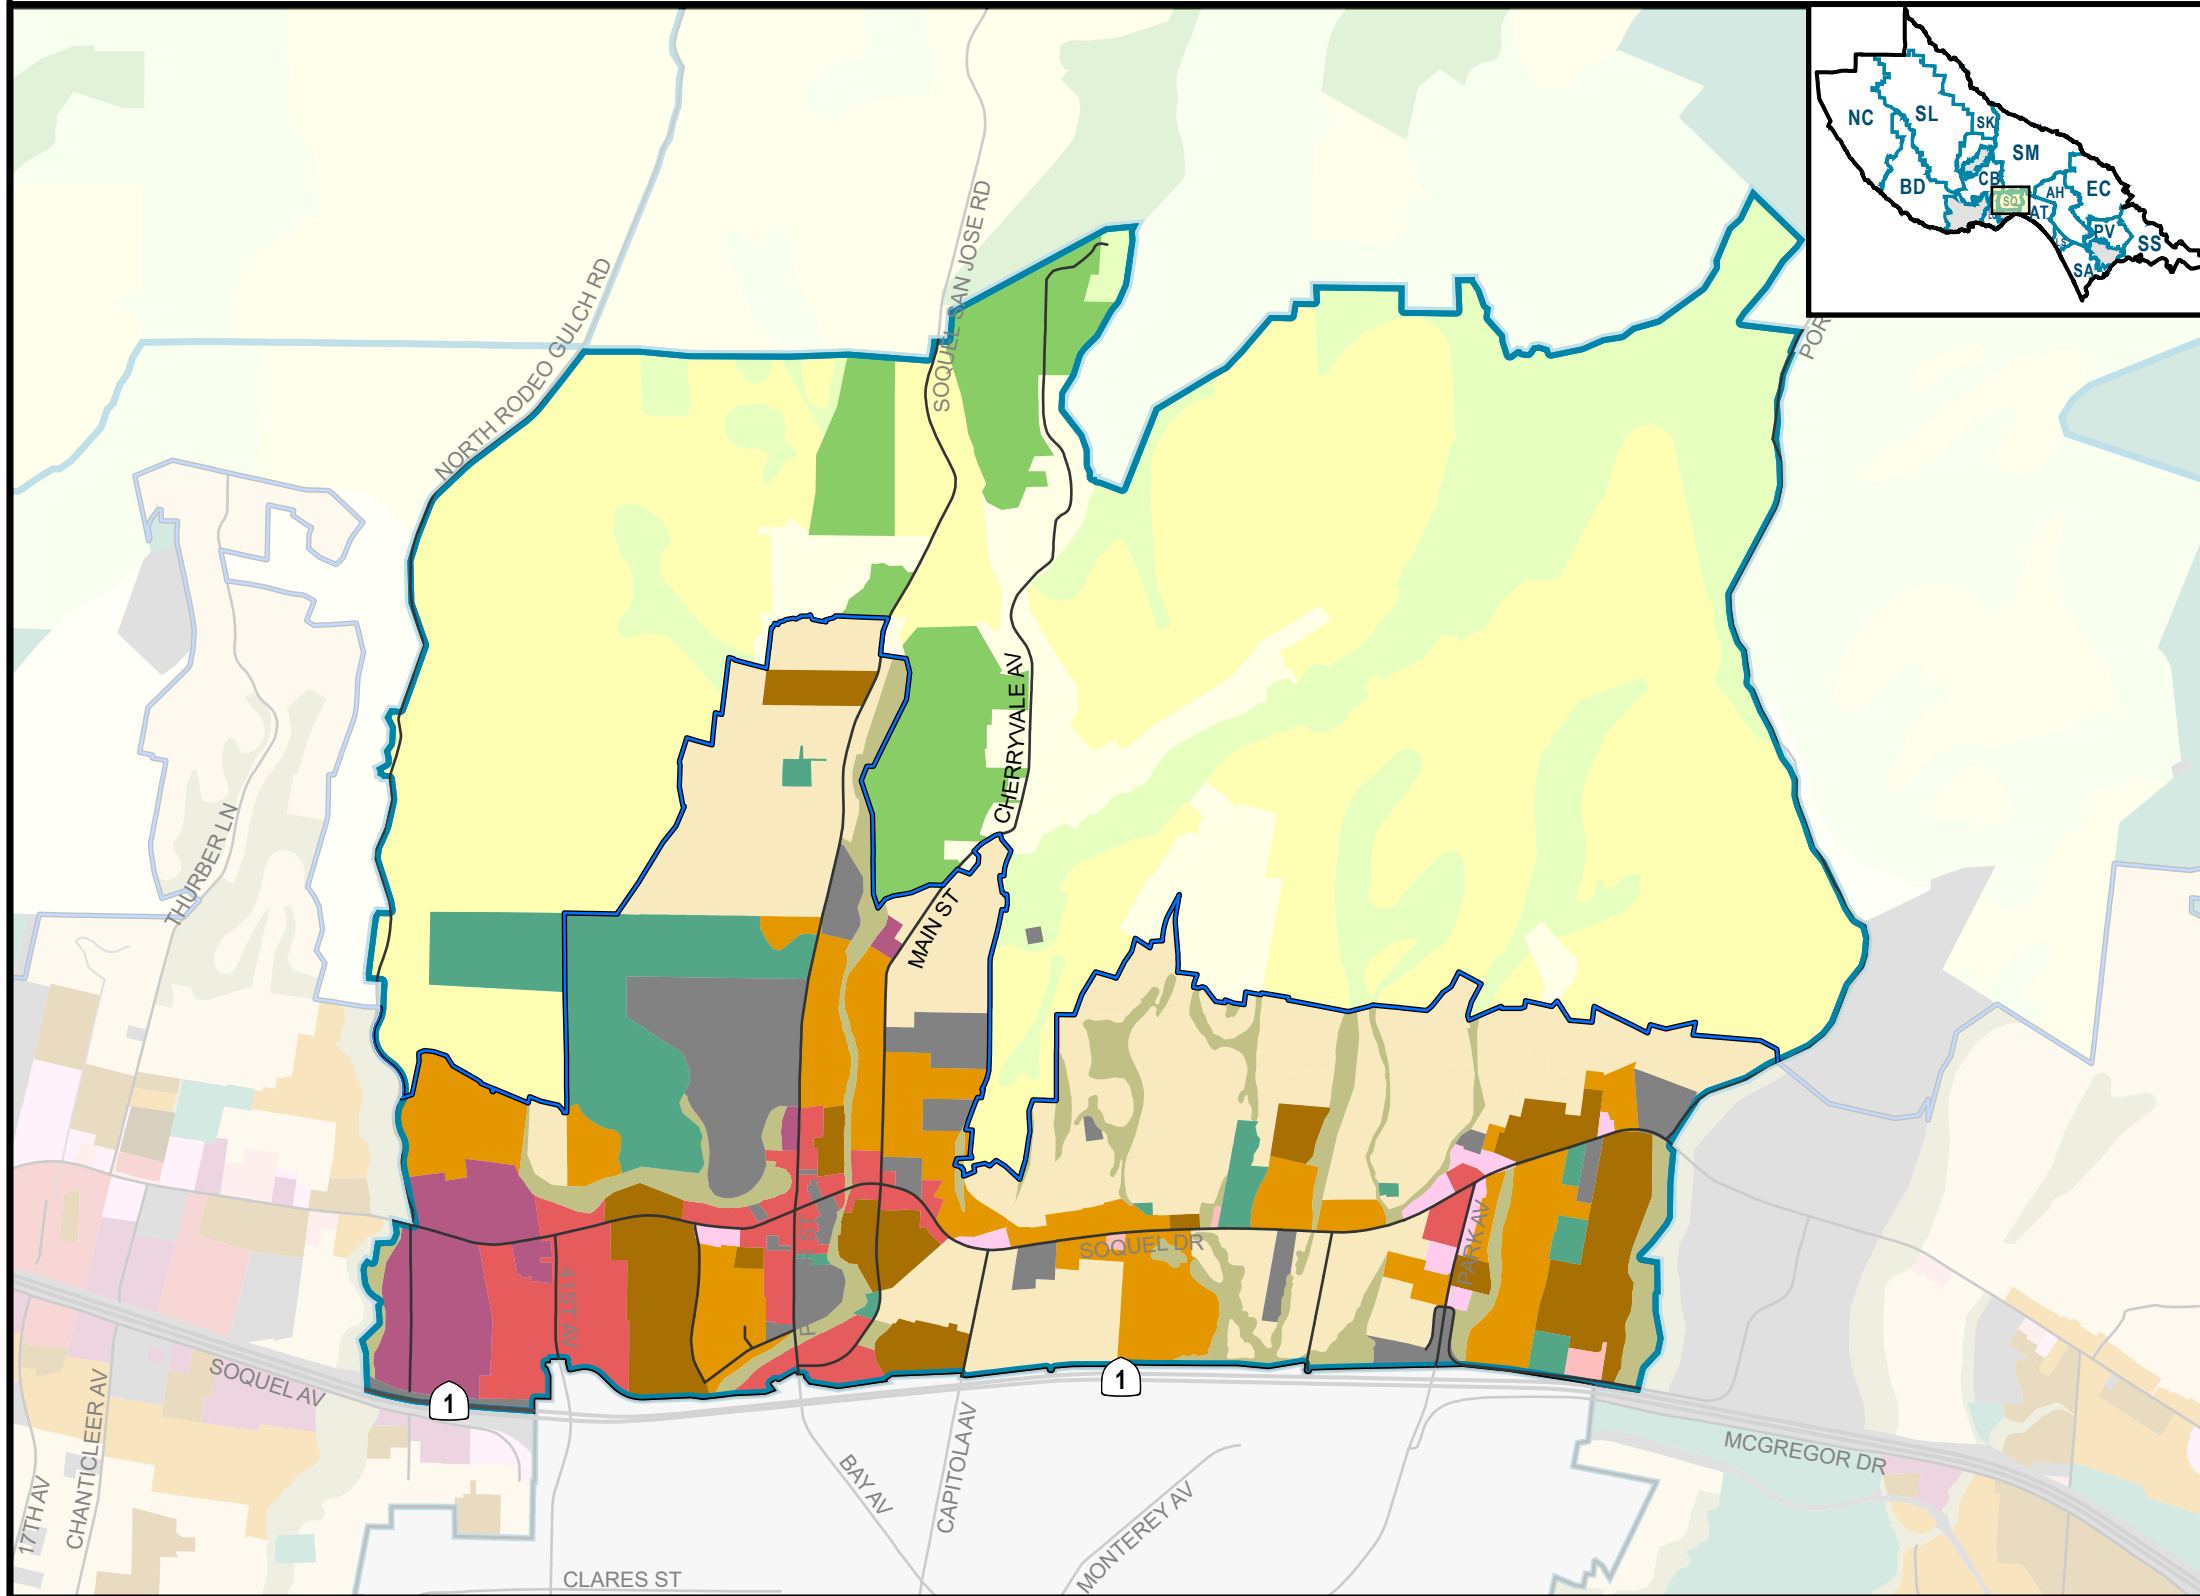 NC
SL
SK
SM
BD
CB
AH
EC
SQ
AT
PV
SS
LS
SA
SOQUEL SAN JOSE RD
NORTH RODEO GULCH RD
POR
CHERRYVALE AV
THURBER LN
MAIN ST
SOQUEL DR
PARK AV
41ST AV
1
1
SOQUEL AV
CHANTICLEER AV
17TH AV
BAY AV
CAPITOLA AV
MONTEREY AV
MCGREGOR DR
CLARES ST